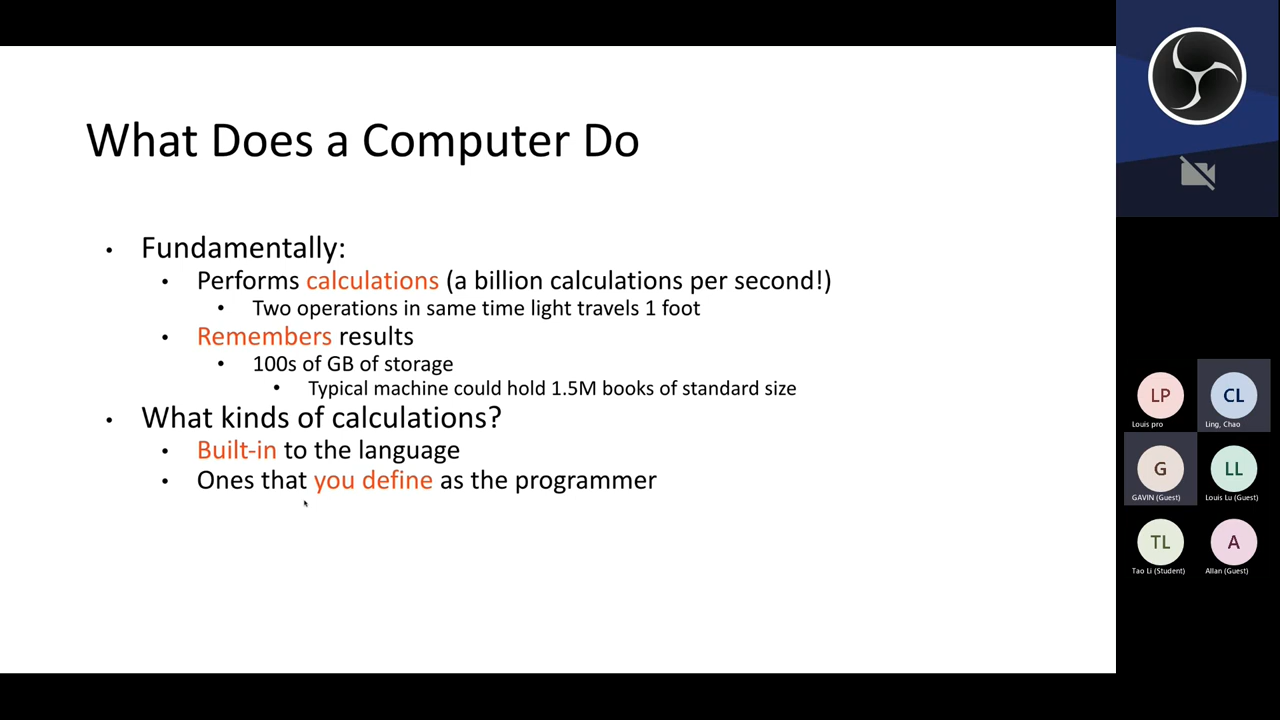 What Does a Computer Do
• Fundamentally:
• Performs calculations (a billion calculations per second!)
• Two operations in same time light travels 1 foot
• Remembers results
• 100s of GB of storage
• Typical machine could hold 1.5M books of standard size
• What kinds of calculations?
• Built-in to the language
• Ones that you define as the programmer
LP
Louis pro
CL
Ling, Chao
G
GAVIN (Guest)
LL
Louis Lu (Guest)
TL
Tao Li (Student)
A
Allan (Guest)